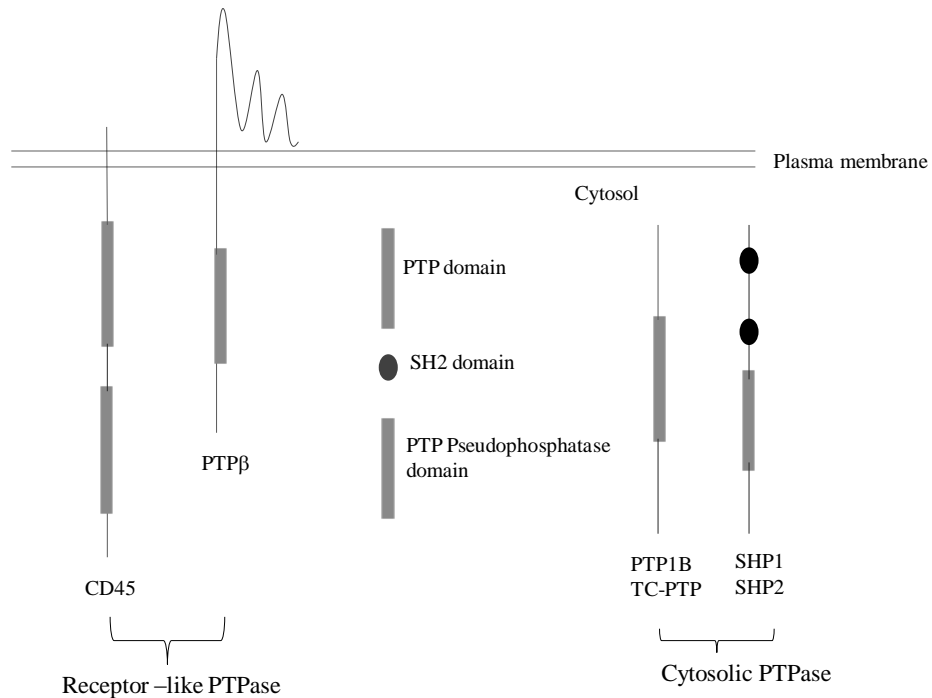 Plasma membrane
Cytosol
PTP domain
SH2 domain
PTP Pseudophosphatase
domain
PTPβ
CD45
PTP1B
TC-PTP
SHP1
SHP2
Receptor –like PTPase
Cytosolic PTPase